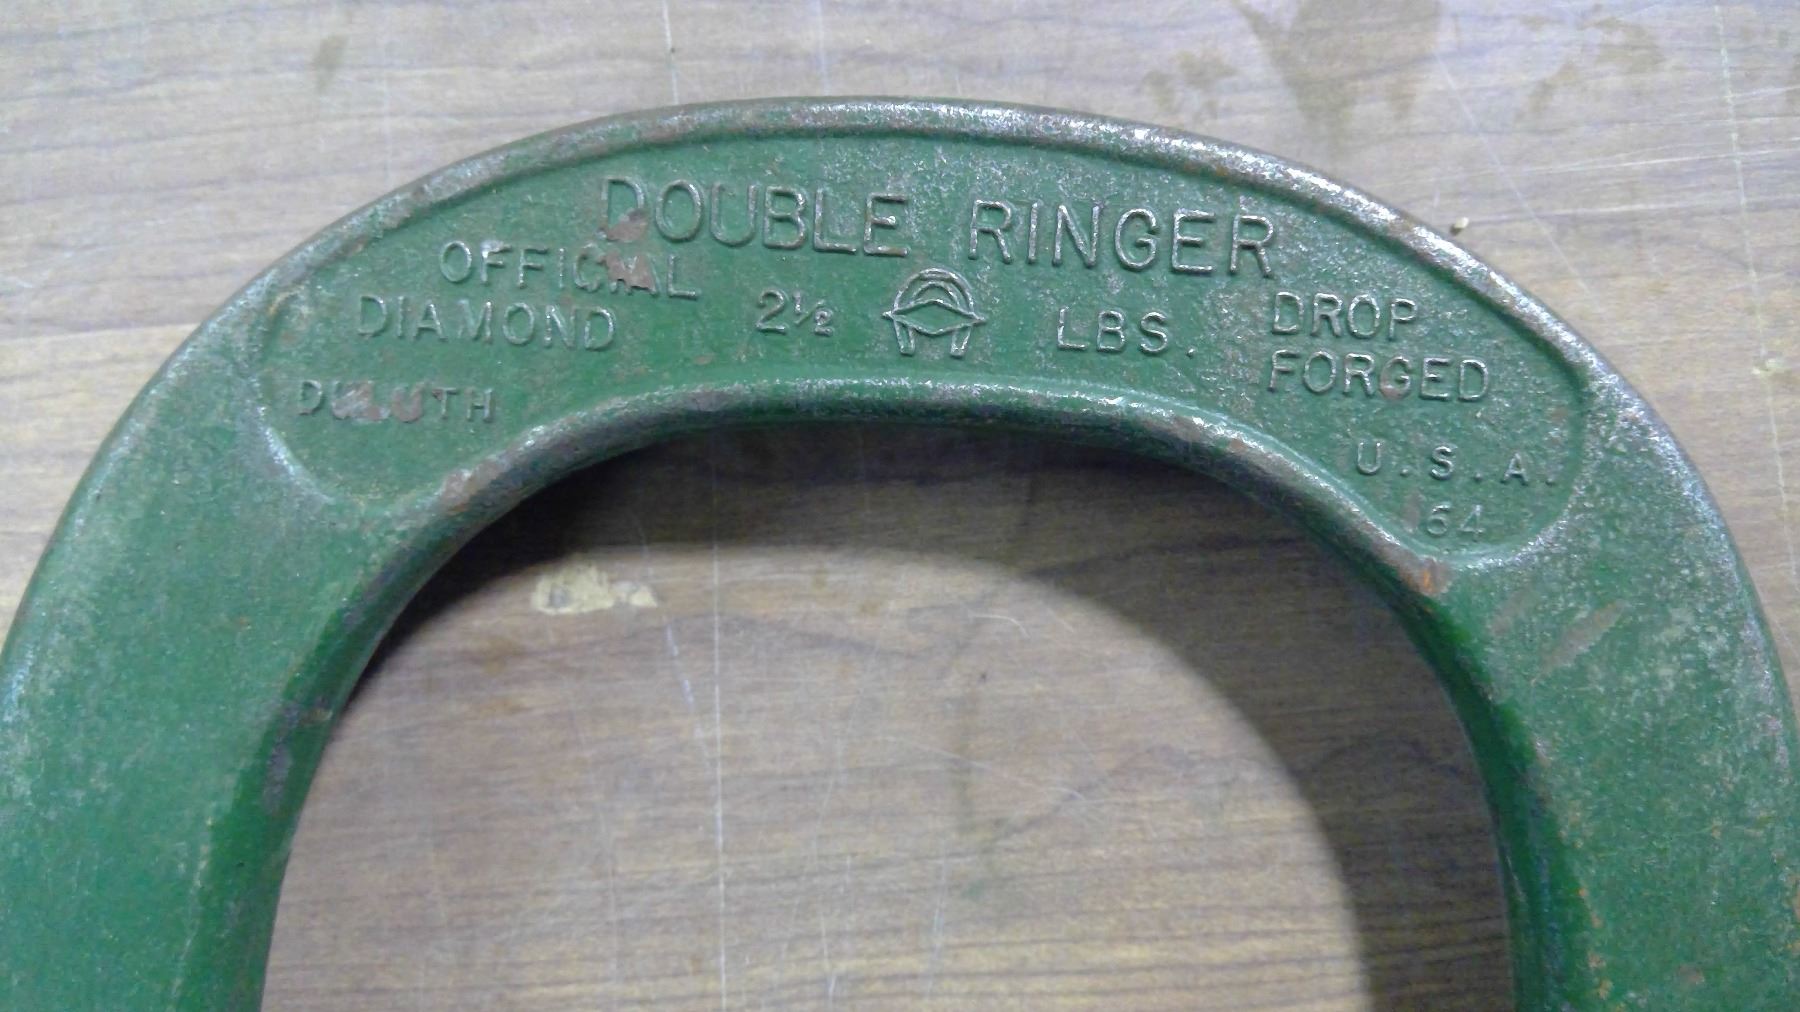 DOUBLE RINGER
OFFICIAL
DIAMOND
DULUTH
2½ LBS.
DROP
FORGED
U.S.A.
64